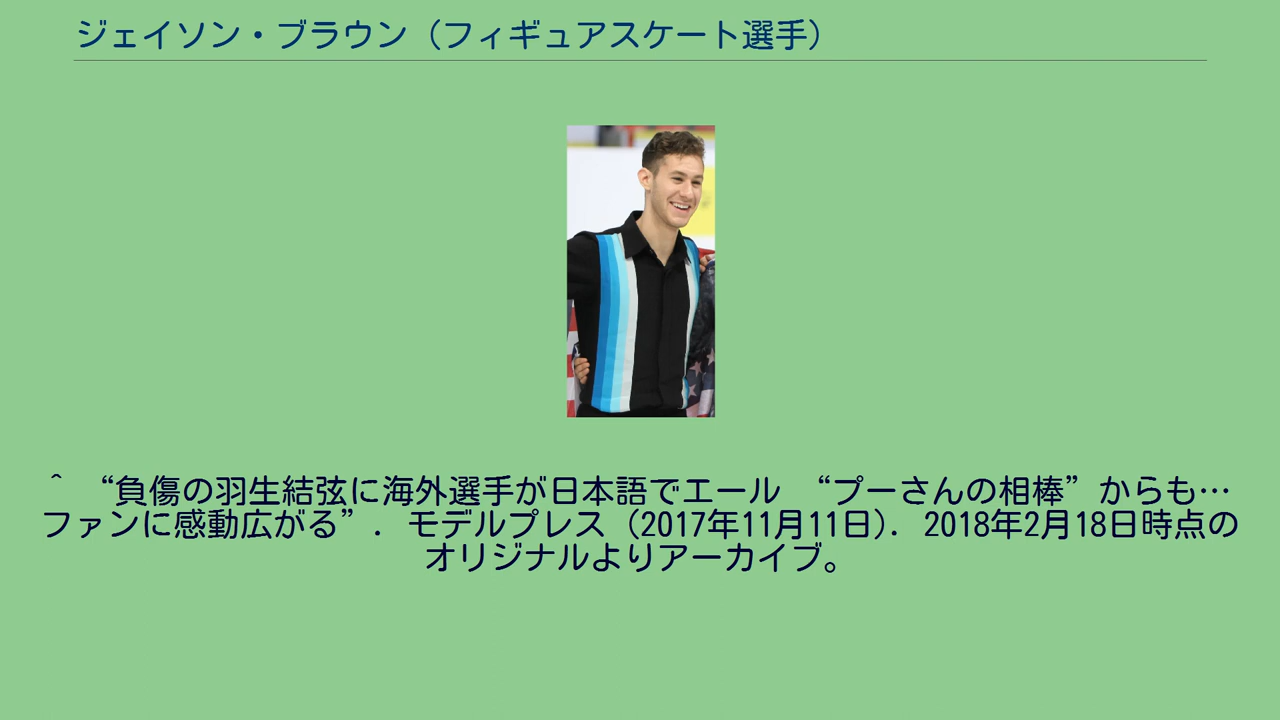 ジェイソン・ブラウン（フィギュアスケート選手）
^ “負傷の羽生結弦に海外選手が日本語でエール “プーさんの相棒” からも…
ファンに感動広がる”. モデルプレス (2017年11月11日). 2018年2月18日時点の
オリジナルよりアーカイブ。